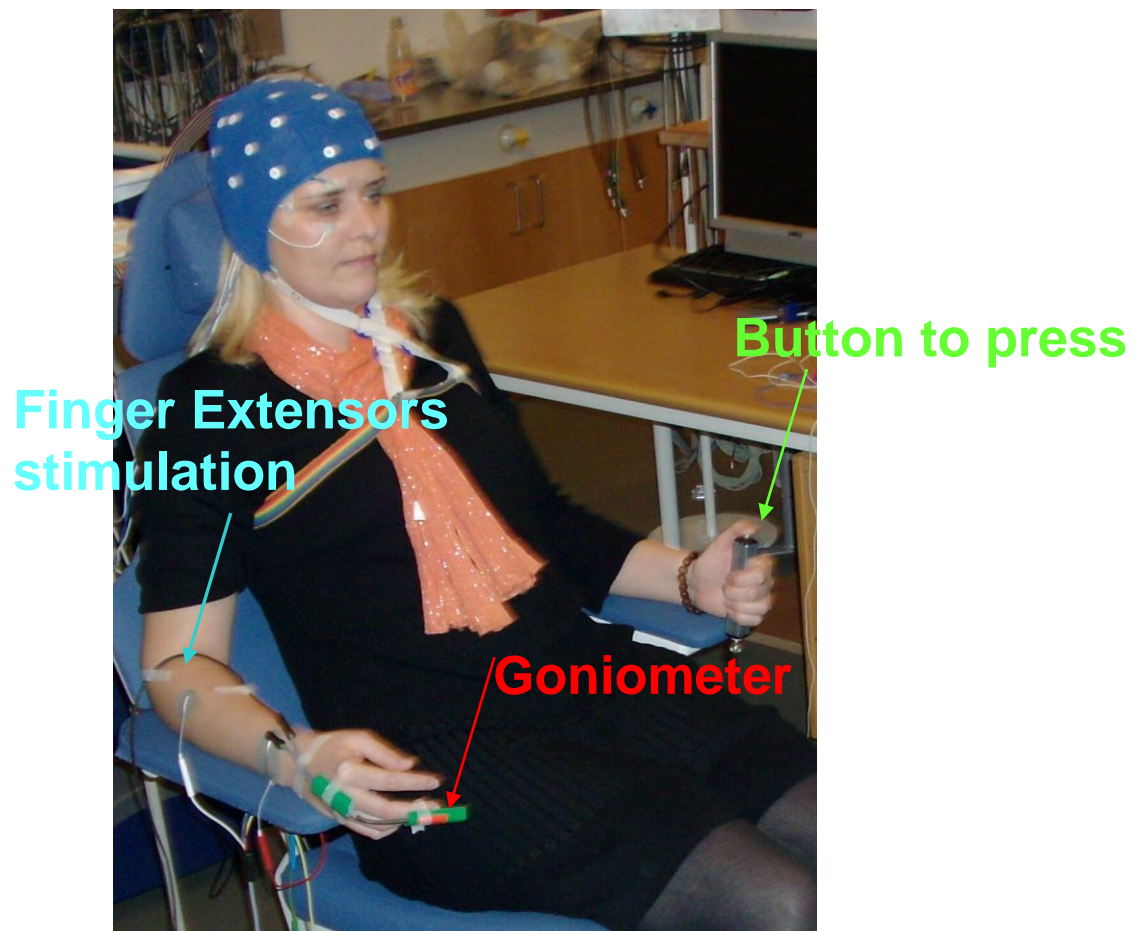 Button to press
Finger Extensors
stimulation
Goniometer